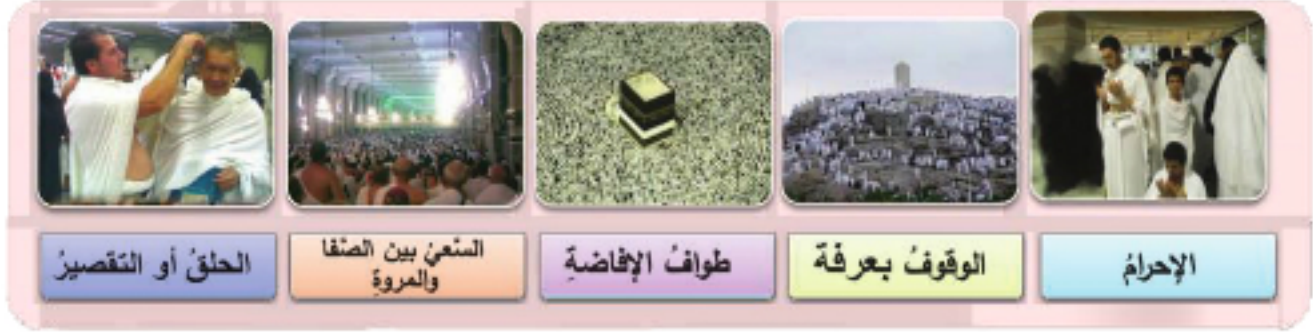 الإحرامُ
الوقوفُ بعرفةَ
طوافُ الإفاضةِ
السّعيُ بين الصّفا
والمروةِ
الحلقُ أو التقصيرُ